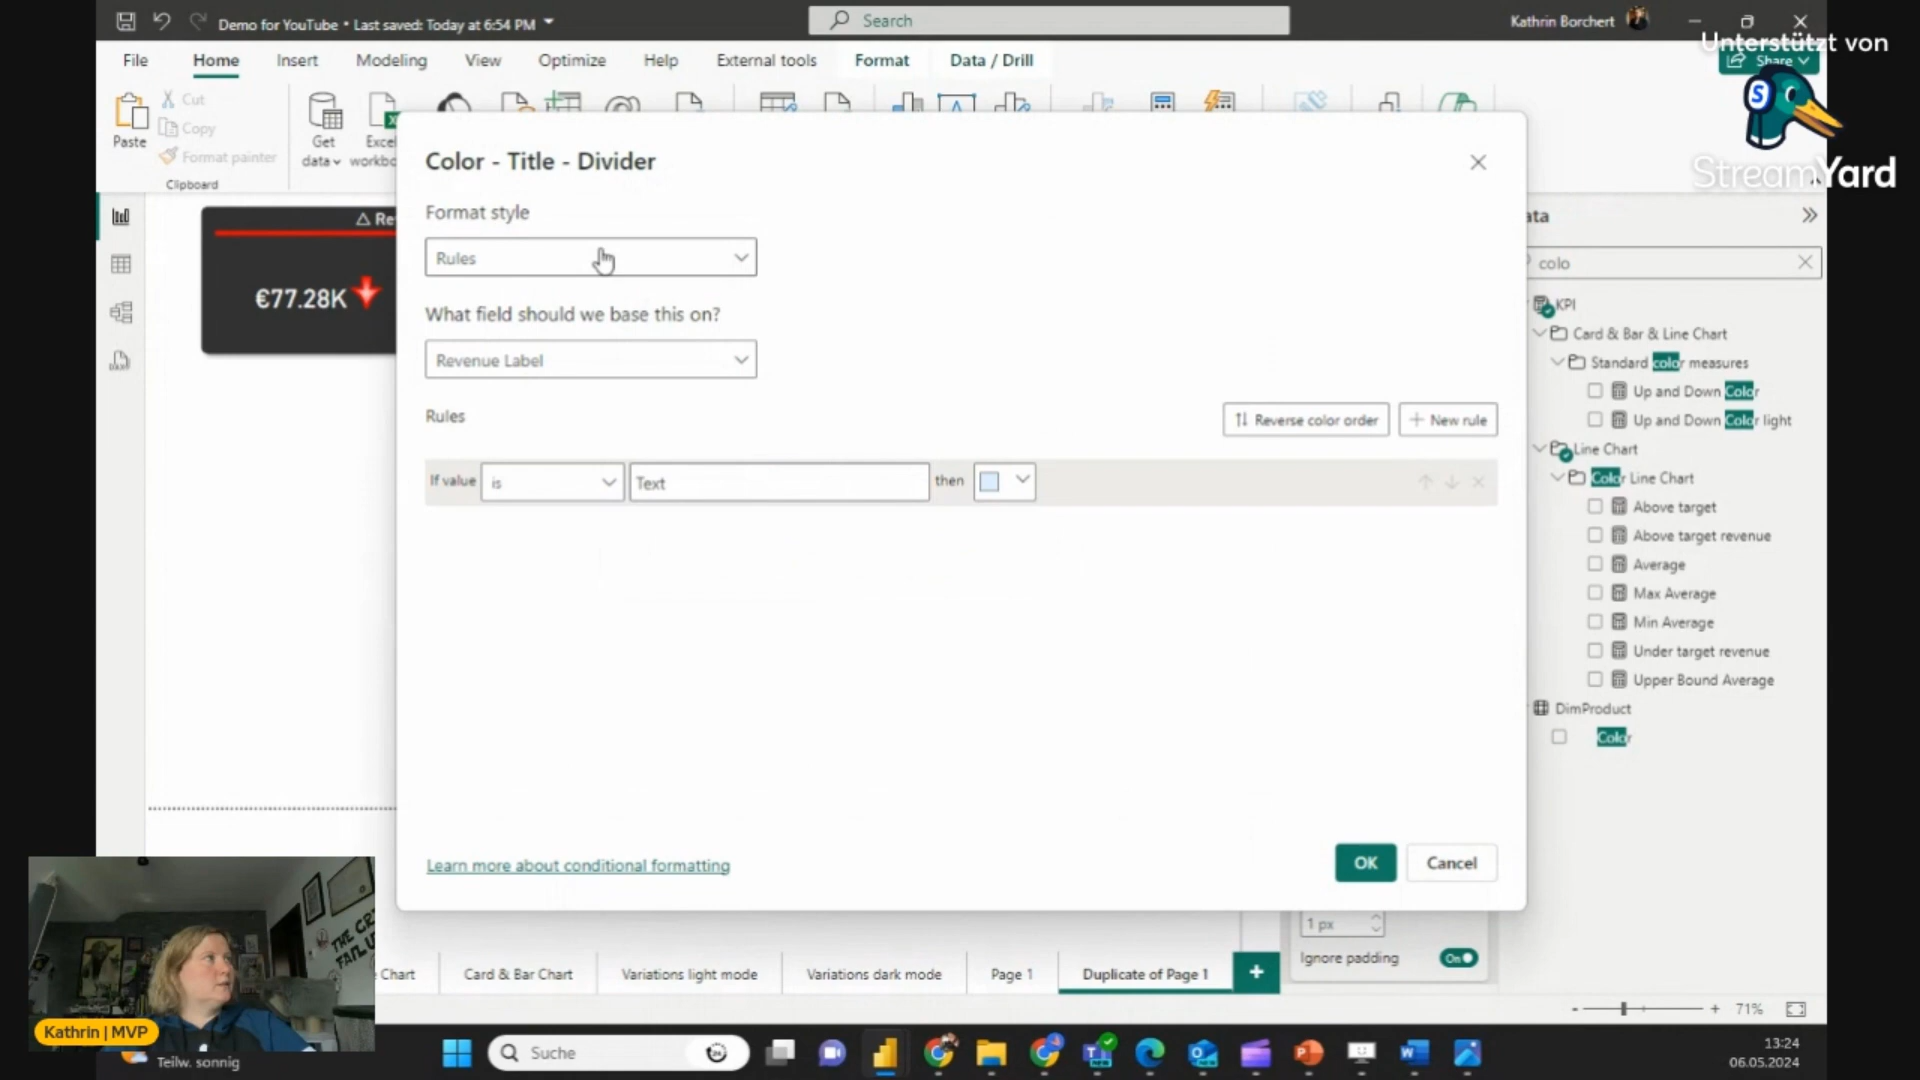 Demo for YouTube • Last saved: Today at 6:54 PM
Search
Kathrin Borchert
Unterstützt von
StreamYard
File
Home
Insert
Modeling
View
Optimize
Help
External tools
Format
Data / Drill
Share
Paste
Cut
Copy
Format painter
Clipboard
Get
data
Excel
workbo
△ Re
€77.28K
Color - Title - Divider
Format style
Rules
What field should we base this on?
Revenue Label
Rules
Reverse color order
New rule
If value
is
Text
then
Learn more about conditional formatting
OK
Cancel
ata
colo
KPI
Card & Bar & Line Chart
Standard color measures
Up and Down Color
Up and Down Color light
Line Chart
Color Line Chart
Above target
Above target revenue
Average
Max Average
Min Average
Under target revenue
Upper Bound Average
DimProduct
Color
1 px
Ignore padding
On
Chart
Card & Bar Chart
Variations light mode
Variations dark mode
Page 1
Duplicate of Page 1
+
- + 71%
THE CR
FAIL U
Kathrin | MVP
Teilw. sonnig
Suche
13:24
06.05.2024